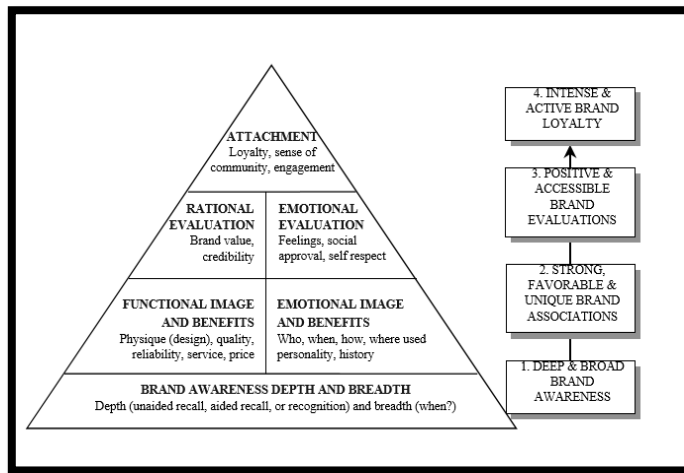 ATTACHMENT
Loyalty, sense of
community, engagement
RATIONAL
EVALUATION
Brand value,
credibility
EMOTIONAL
EVALUATION
Feelings, social
approval, self respect
FUNCTIONAL IMAGE
AND BENEFITS
Physique (design), quality,
reliability, service, price
EMOTIONAL IMAGE
AND BENEFITS
Who, when, how, where used
personality, history
BRAND AWARENESS DEPTH AND BREADTH
Depth (unaided recall, aided recall, or recognition) and breadth (when?)
4. INTENSE &
ACTIVE BRAND
LOYALTY
3. POSITIVE &
ACCESSIBLE
BRAND
EVALUATIONS
2. STRONG,
FAVORABLE &
UNIQUE BRAND
ASSOCIATIONS
1. DEEP & BROAD
BRAND
AWARENESS